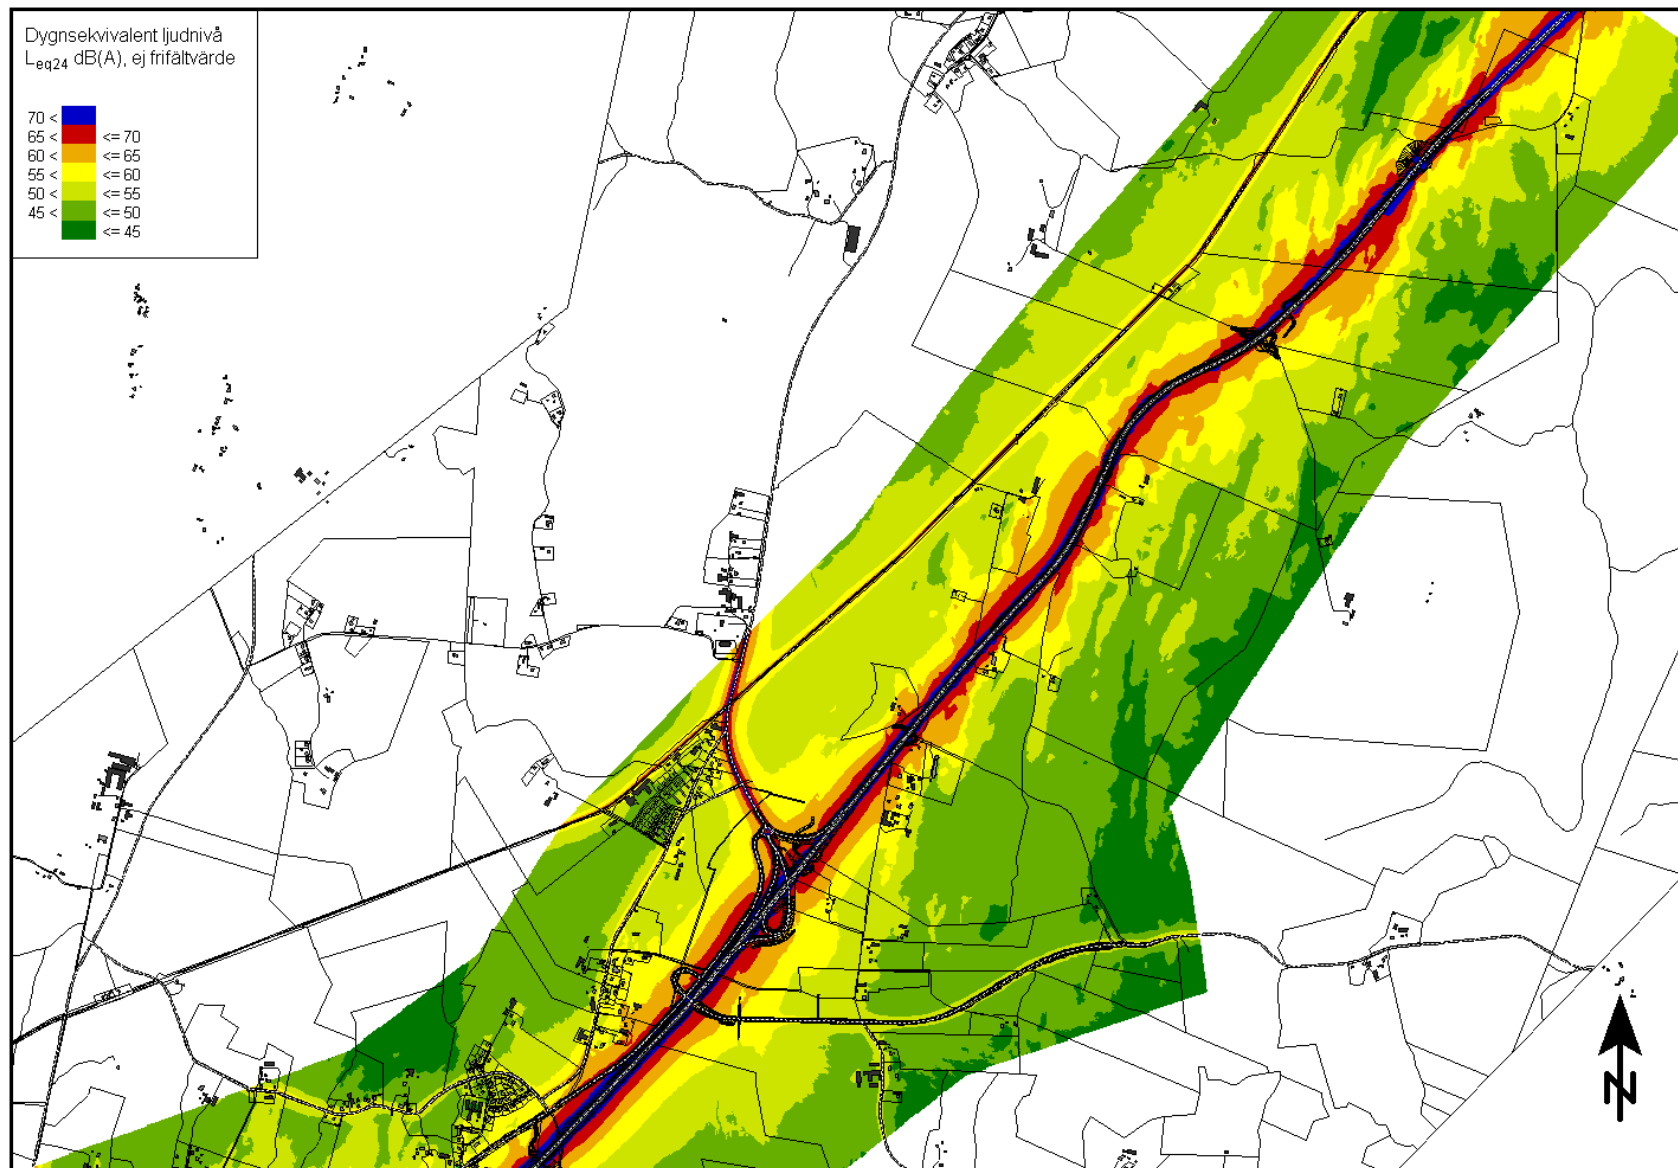 Dygnsekvivalent ljudnivå
Leq24 dB(A), ej frifältvärde
70 <
65 < <= 70
60 < <= 65
55 < <= 60
50 < <= 55
45 < <= 50
<= 45
N